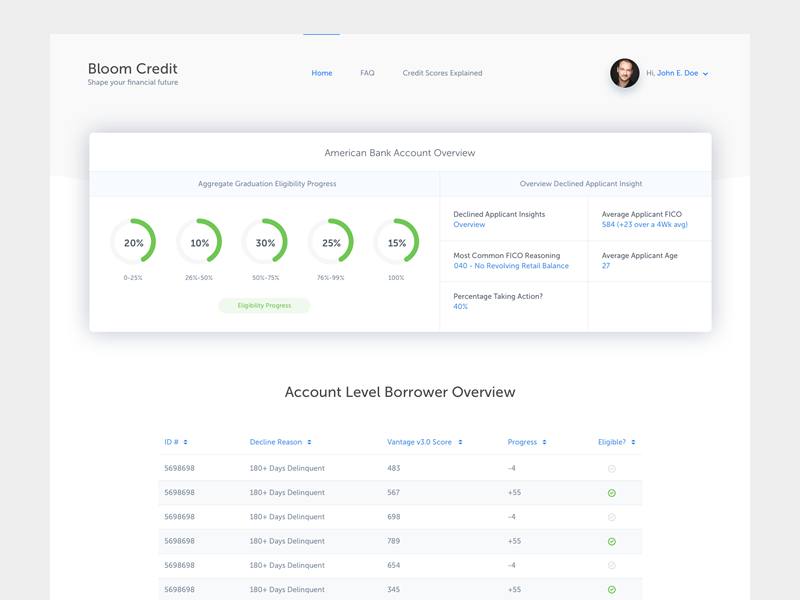 Bloom Credit
Shape your financial future
Home FAQ Credit Scores Explained
Hi, John E. Doe
American Bank Account Overview
Aggregate Graduation Eligibility Progress
Overview Declined Applicant Insight
20% 10% 30% 25% 15%
0-25% 26%-50% 50%-75% 76%-99% 100%
Eligibility Progress
Declined Applicant Insights
Overview
Average Applicant FICO
584 (+23 over a 4Wk avg)
Most Common FICO Reasoning
040 - No Revolving Retail Balance
Average Applicant Age
27
Percentage Taking Action?
40%
Account Level Borrower Overview
ID # Decline Reason Vantage v3.0 Score Progress Eligible?
5698698 180+ Days Delinquent 483 -4
5698698 180+ Days Delinquent 567 +55
5698698 180+ Days Delinquent 698 -4
5698698 180+ Days Delinquent 789 +55
5698698 180+ Days Delinquent 654 -4
5698698 180+ Days Delinquent 345 +55